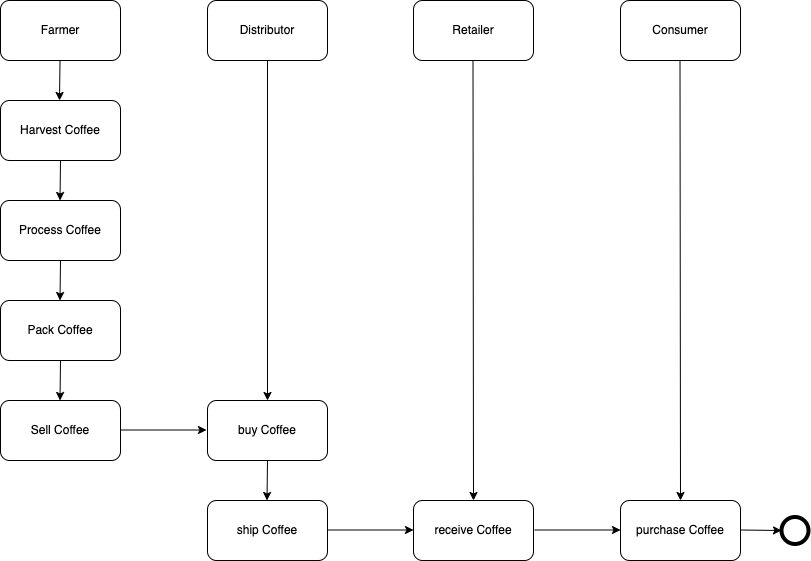 Farmer
Distributor
Retailer
Consumer
Harvest Coffee
Process Coffee
Pack Coffee
Sell Coffee
buy Coffee
ship Coffee
receive Coffee
purchase Coffee